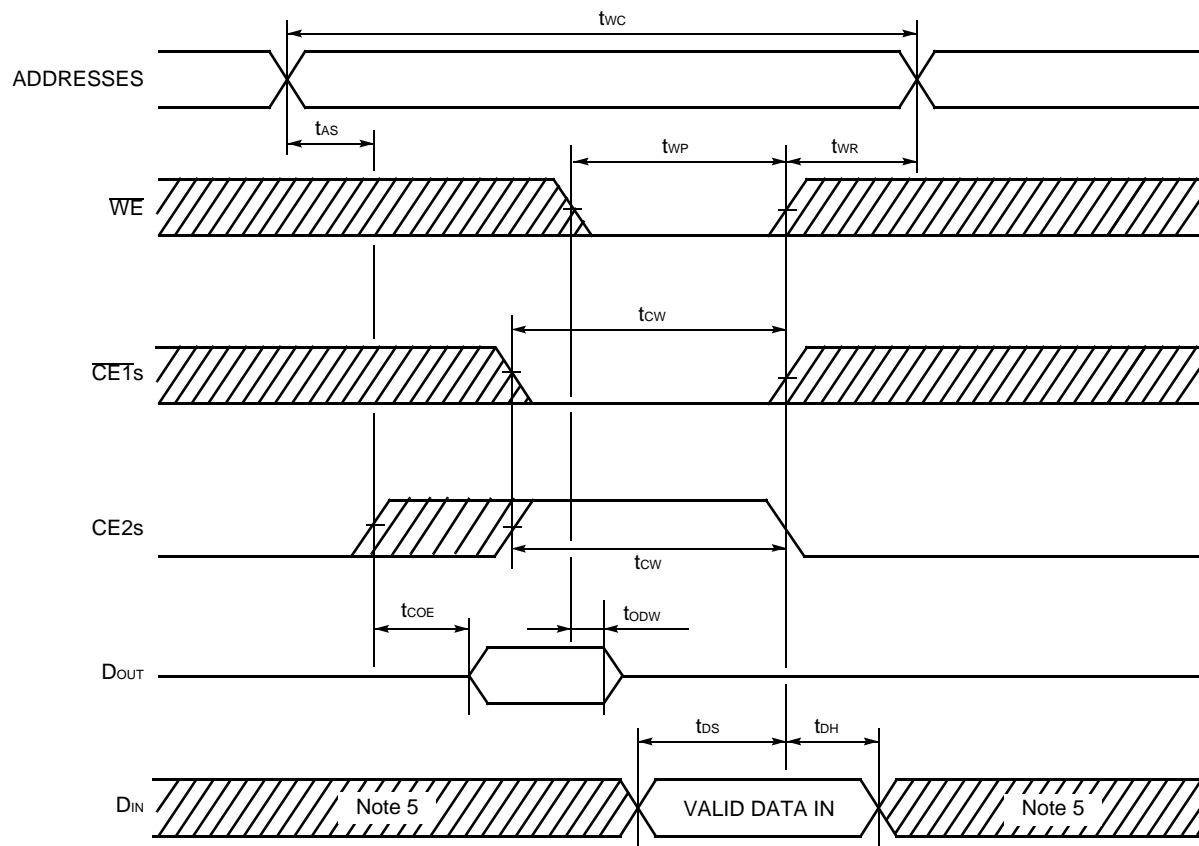 tWC
ADDRESSES
tAS
tWP
tWR
WE
tCW
CE1s
CE2s
tCW
tCOE
tODW
DOUT
tDS
tDH
DIN
Note 5
VALID DATA IN
Note 5